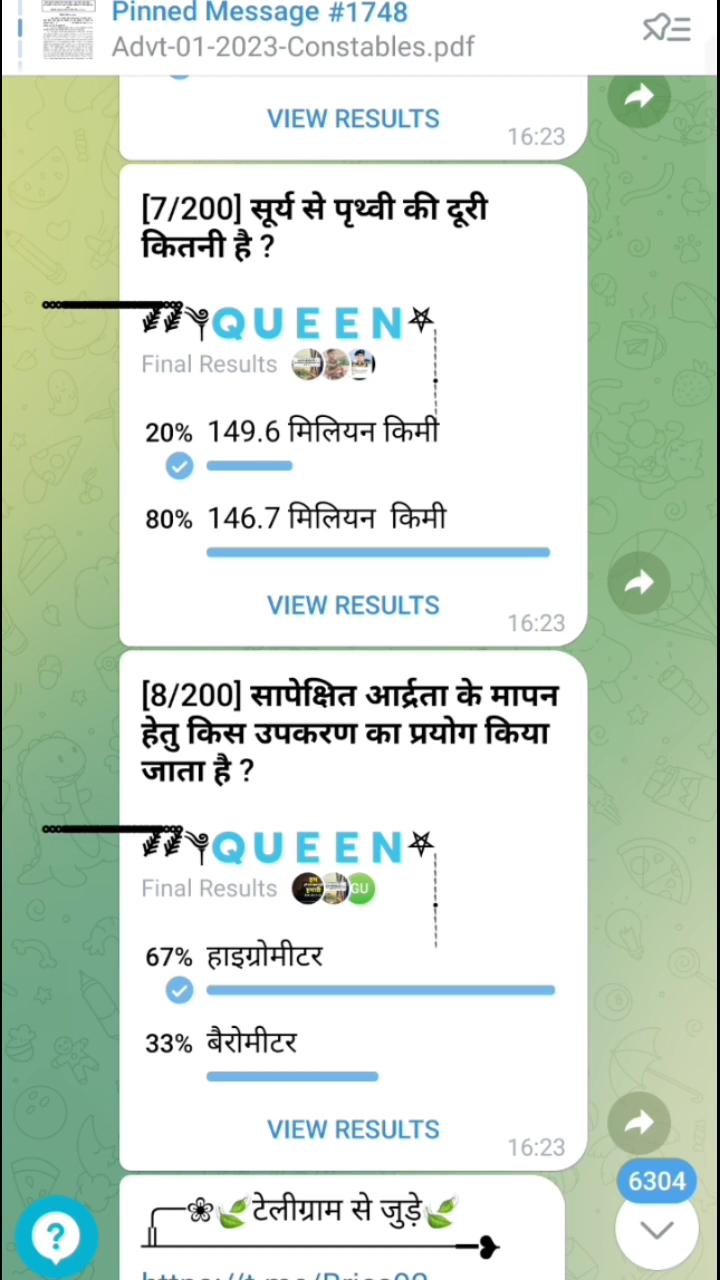 Pinned Message #1748
Advt-01-2023-Constables.pdf
VIEW RESULTS
16:23
[7/200] सूर्य से पृथ्वी की दूरी
कितनी है ?
QUEEN
Final Results
20% 149.6 मिलियन किमी
80% 146.7 मिलियन किमी
VIEW RESULTS
16:23
[8/200] सापेक्षित आर्द्रता के मापन
हेतु किस उपकरण का प्रयोग किया
जाता है ?
QUEEN
Final Results
GU
67% हाइग्रोमीटर
33% बैरोमीटर
VIEW RESULTS
16:23
6304
टेलीग्राम से जुड़े
?